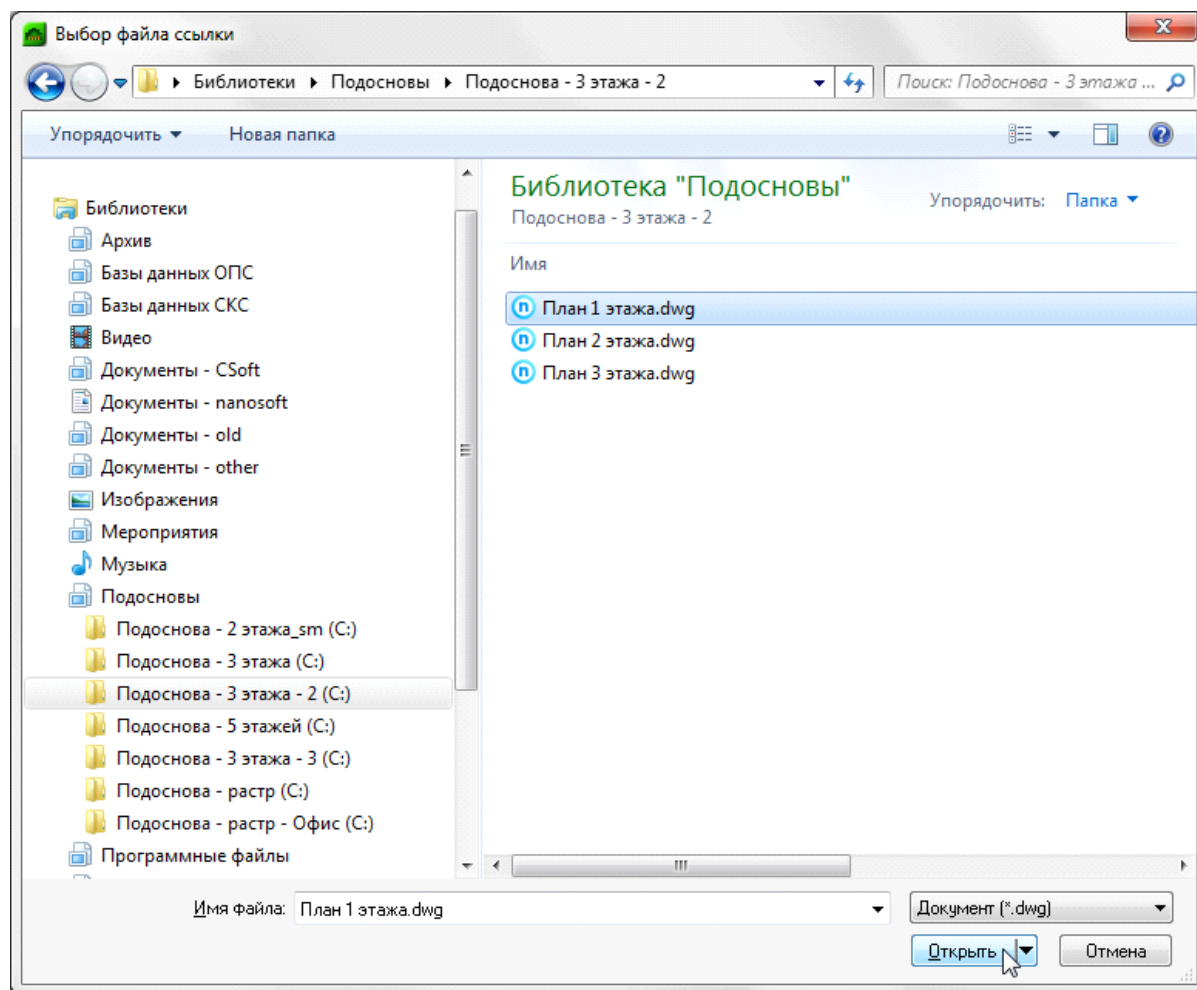 Выбор файла ссылки
Библиотеки ▸ Подосновы ▸ Подоснова - 3 этажа - 2
Поиск: Подоснова - 3 этажа ...
Упорядочить
Новая папка
Библиотеки
Архив
Базы данных ОПС
Базы данных СКС
Видео
Документы - CSoft
Документы - nanosoft
Документы - old
Документы - other
Изображения
Мероприятия
Музыка
Подосновы
Подоснова - 2 этажа_sm (C:)
Подоснова - 3 этажа (C:)
Подоснова - 3 этажа - 2 (C:)
Подоснова - 5 этажей (C:)
Подоснова - 3 этажа - 3 (C:)
Подоснова - растр (C:)
Подоснова - растр - Офис (C:)
Программные файлы
Библиотека "Подосновы"
Подоснова - 3 этажа - 2
Упорядочить: Папка
Имя
План 1 этажа.dwg
План 2 этажа.dwg
План 3 этажа.dwg
Имя файла: План 1 этажа.dwg
Документ (*.dwg)
Открыть
Отмена